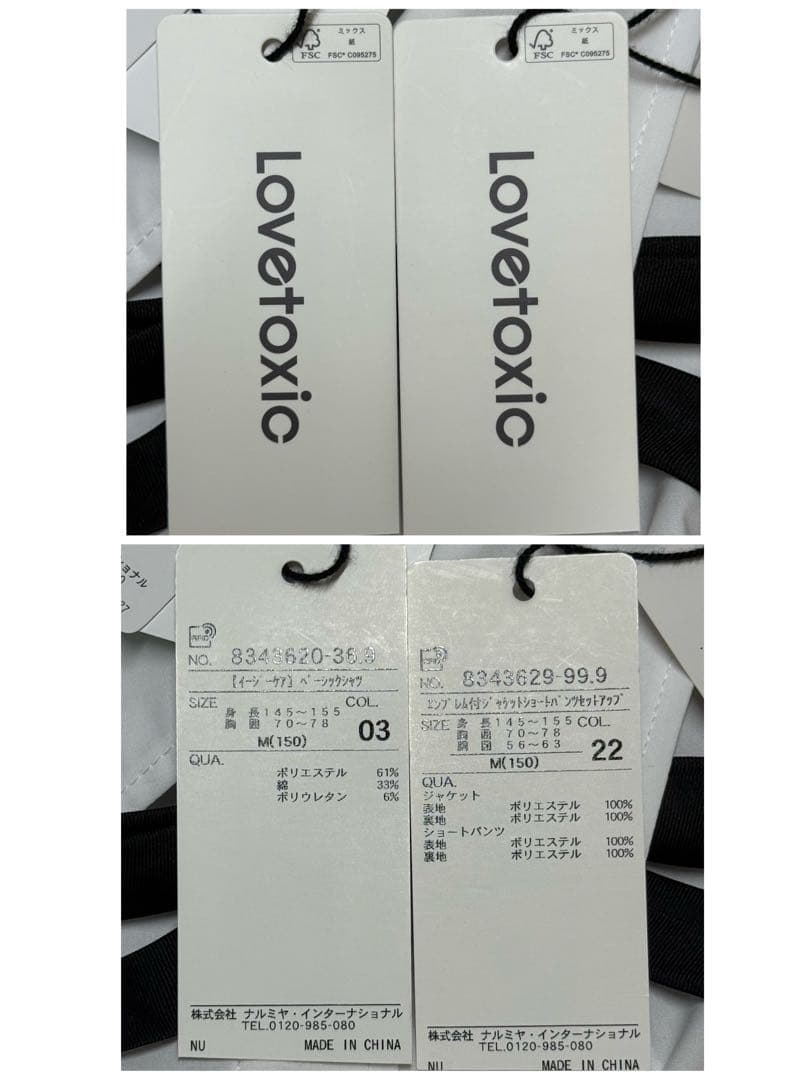 ミックス
紙
FSC
FSC® C095275
Lovetoxic
ミックス
紙
FSC
FSC® C095275
Lovetoxic
ョナル
RFID
NO. 8343620-36.9
[イージーケア] ベーシックシャツ
SIZE COL.
身 長 145～155
胸 囲 70～78
M(150)
03
QUA.
ポリエステル 61%
綿 33%
ポリウレタン 6%
株式会社 ナルミヤ・インターナショナル
TEL.0120-985-080
NU MADE IN CHINA
RFID
NO. 8343629-99.9
エンブレム付ジャケットショートパンツセットアップ
SIZE 身 長 145～155 COL.
胸 囲 70～78
胴 囲 56～63
M(150)
22
QUA.
ジャケット
表地 ポリエステル 100%
裏地 ポリエステル 100%
ショートパンツ
表地 ポリエステル 100%
裏地 ポリエステル 100%
株式会社 ナルミヤ・インターナショナル
TEL.0120-985-080
NU MADE IN CHINA